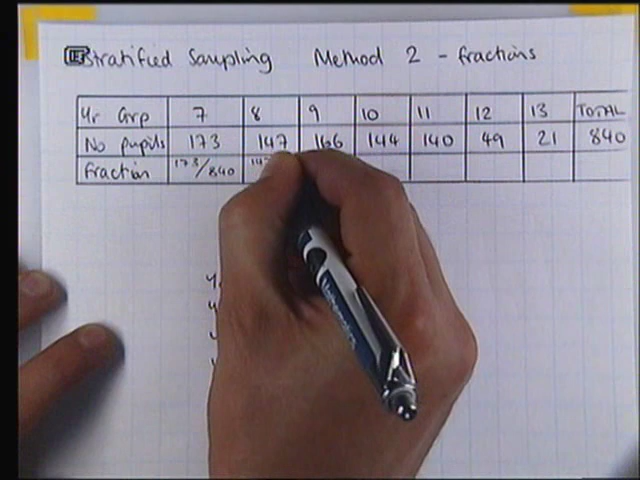 Stratified Sampling Method 2 - fractions
Yr Grp 7 8 9 10 11 12 13 TOTAL
No pupils 173 147 166 144 140 49 21 840
fraction 173/840